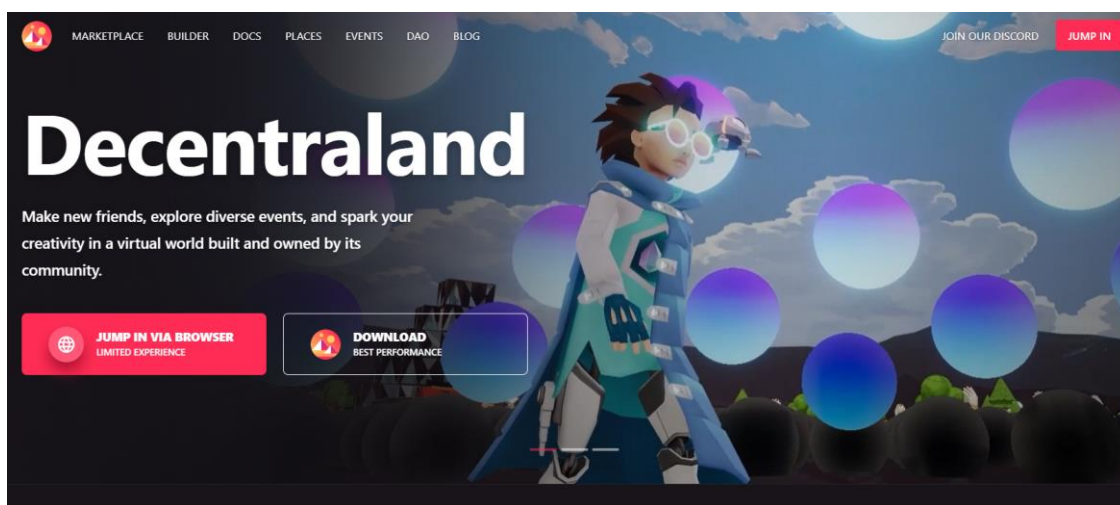 MARKETPLACE BUILDER DOCS PLACES EVENTS DAO BLOG JOIN OUR DISCORD JUMP IN
Decentraland
Make new friends, explore diverse events, and spark your
creativity in a virtual world built and owned by its
community.
JUMP IN VIA BROWSER
LIMITED EXPERIENCE
DOWNLOAD
BEST PERFORMANCE